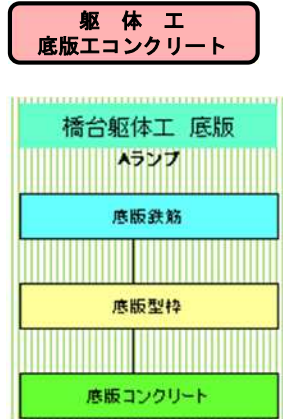 躯 体 工
底版工コンクリート
橋台躯体工 底版
Aランプ
底版鉄筋
底版型枠
底版コンクリート